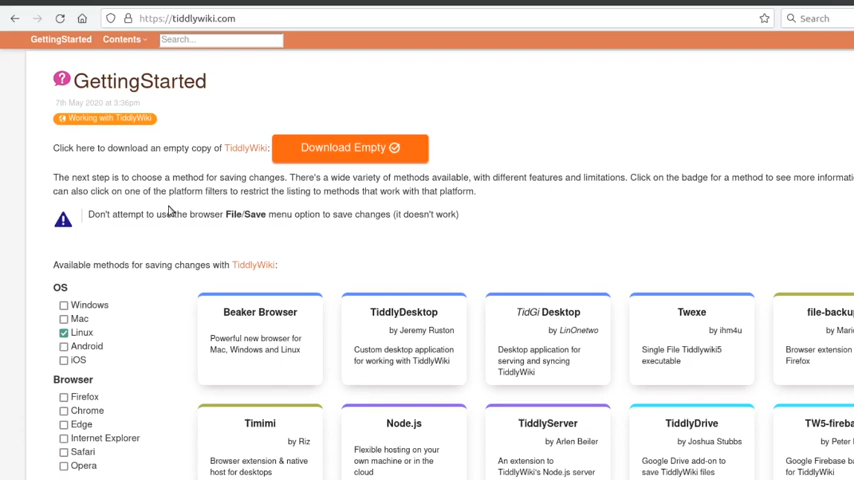 https://tiddlywiki.com
Search
GettingStarted Contents Search...
GettingStarted
7th May 2020 at 3:36pm
Working with TiddlyWiki
Click here to download an empty copy of TiddlyWiki: Download Empty
The next step is to choose a method for saving changes. There's a wide variety of methods available, with different features and limitations. Click on the badge for a method to see more informati
can also click on one of the platform filters to restrict the listing to methods that work with that platform.
Don't attempt to use the browser File/Save menu option to save changes (it doesn't work)
Available methods for saving changes with TiddlyWiki:
OS
Windows
Mac
Linux
Android
iOS
Browser
Firefox
Chrome
Edge
Internet Explorer
Safari
Opera
Beaker Browser
Powerful new browser for
Mac, Windows and Linux
TiddlyDesktop
by Jeremy Ruston
Custom desktop application
for working with TiddlyWiki
TidGi Desktop
by LinOnetwo
Desktop application for
serving and syncing
TiddlyWiki
Twexe
by ihm4u
Single File Tiddlywiki5
executable
file-backup
by Mari
Browser extension
Firefox
Timimi
by Riz
Browser extension & native
host for desktops
Node.js
Flexible hosting on your
own machine or in the
cloud
TiddlyServer
by Arlen Beiler
An extension to
TiddlyWiki's Node.js server
TiddlyDrive
by Joshua Stubbs
Google Drive add-on to
save TiddlyWiki files
TW5-fireba
by Peter
Google Firebase ba
for TiddlyWiki